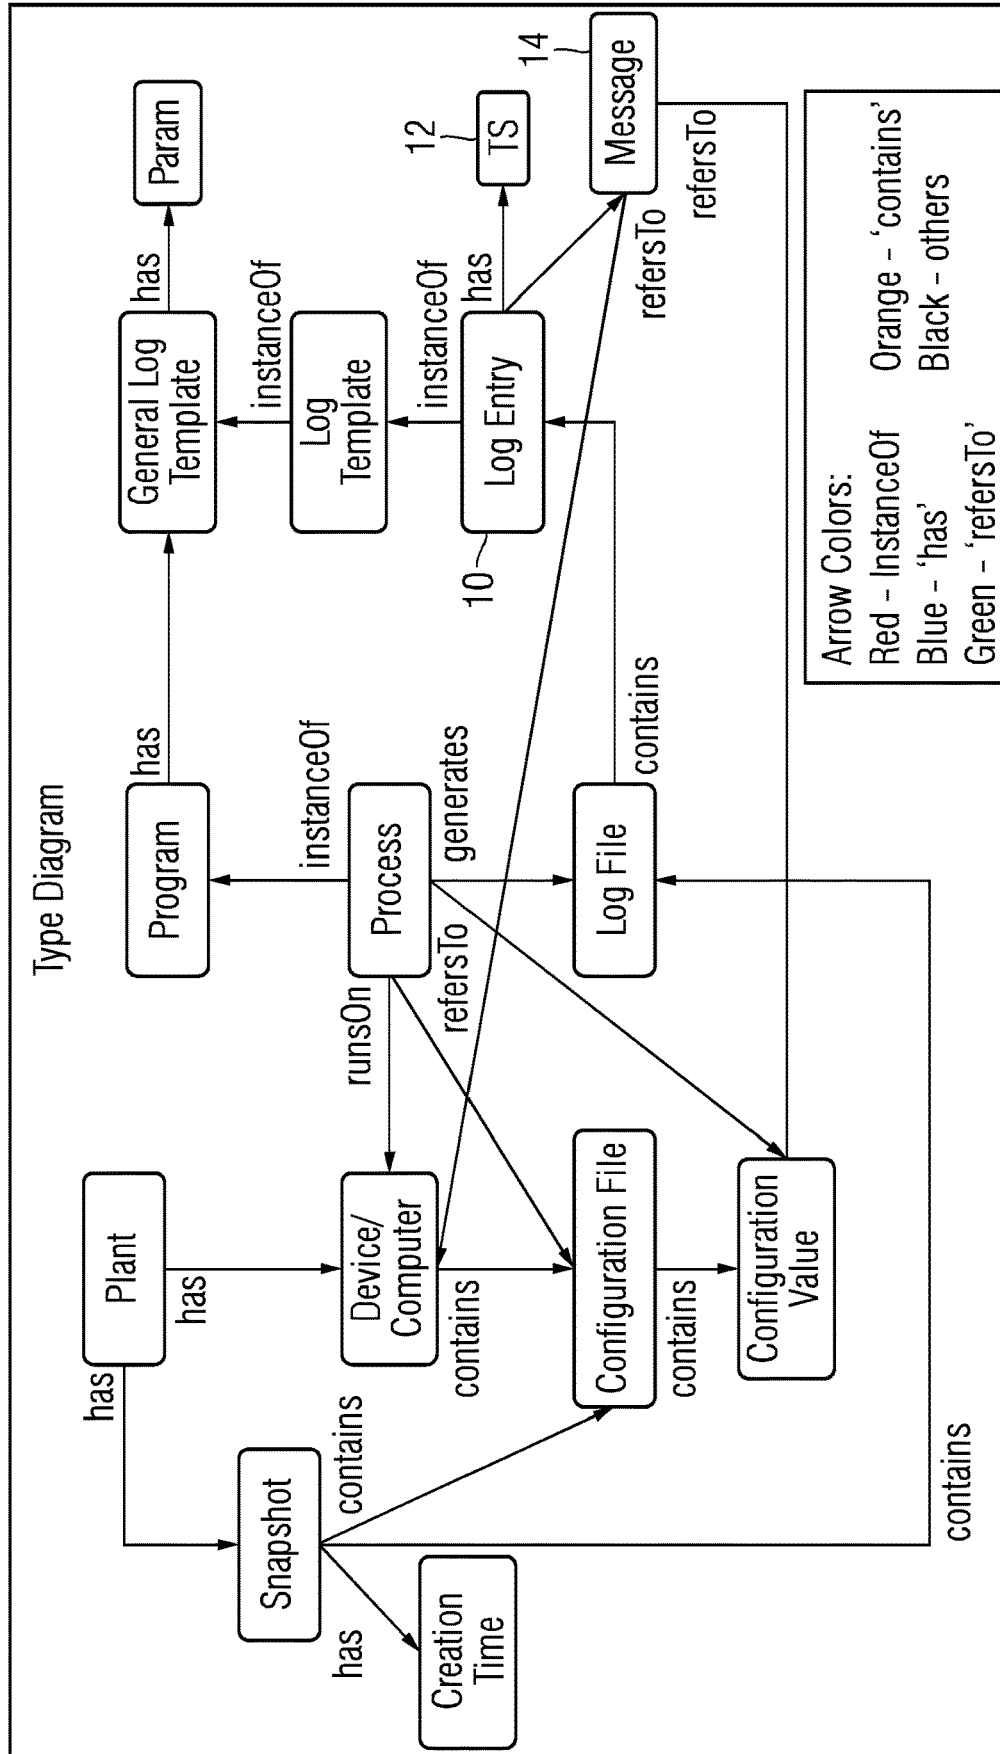 Type Diagram
Plant
has
has
Snapshot
has
Creation
Time
contains
contains
Device/
Computer
contains
Configuration File
contains
Configuration
Value
Program
has
instanceOf
Process
runsOn
refersTo
generates
Log File
contains
General Log
Template
has
Param
instanceOf
Log
Template
instanceOf
Log Entry
10
has
TS
12
Message
14
refersTo
refersTo
Arrow Colors:
Red – InstanceOf
Orange – ‘contains’
Blue – ‘has’
Black – others
Green – ‘refersTo’